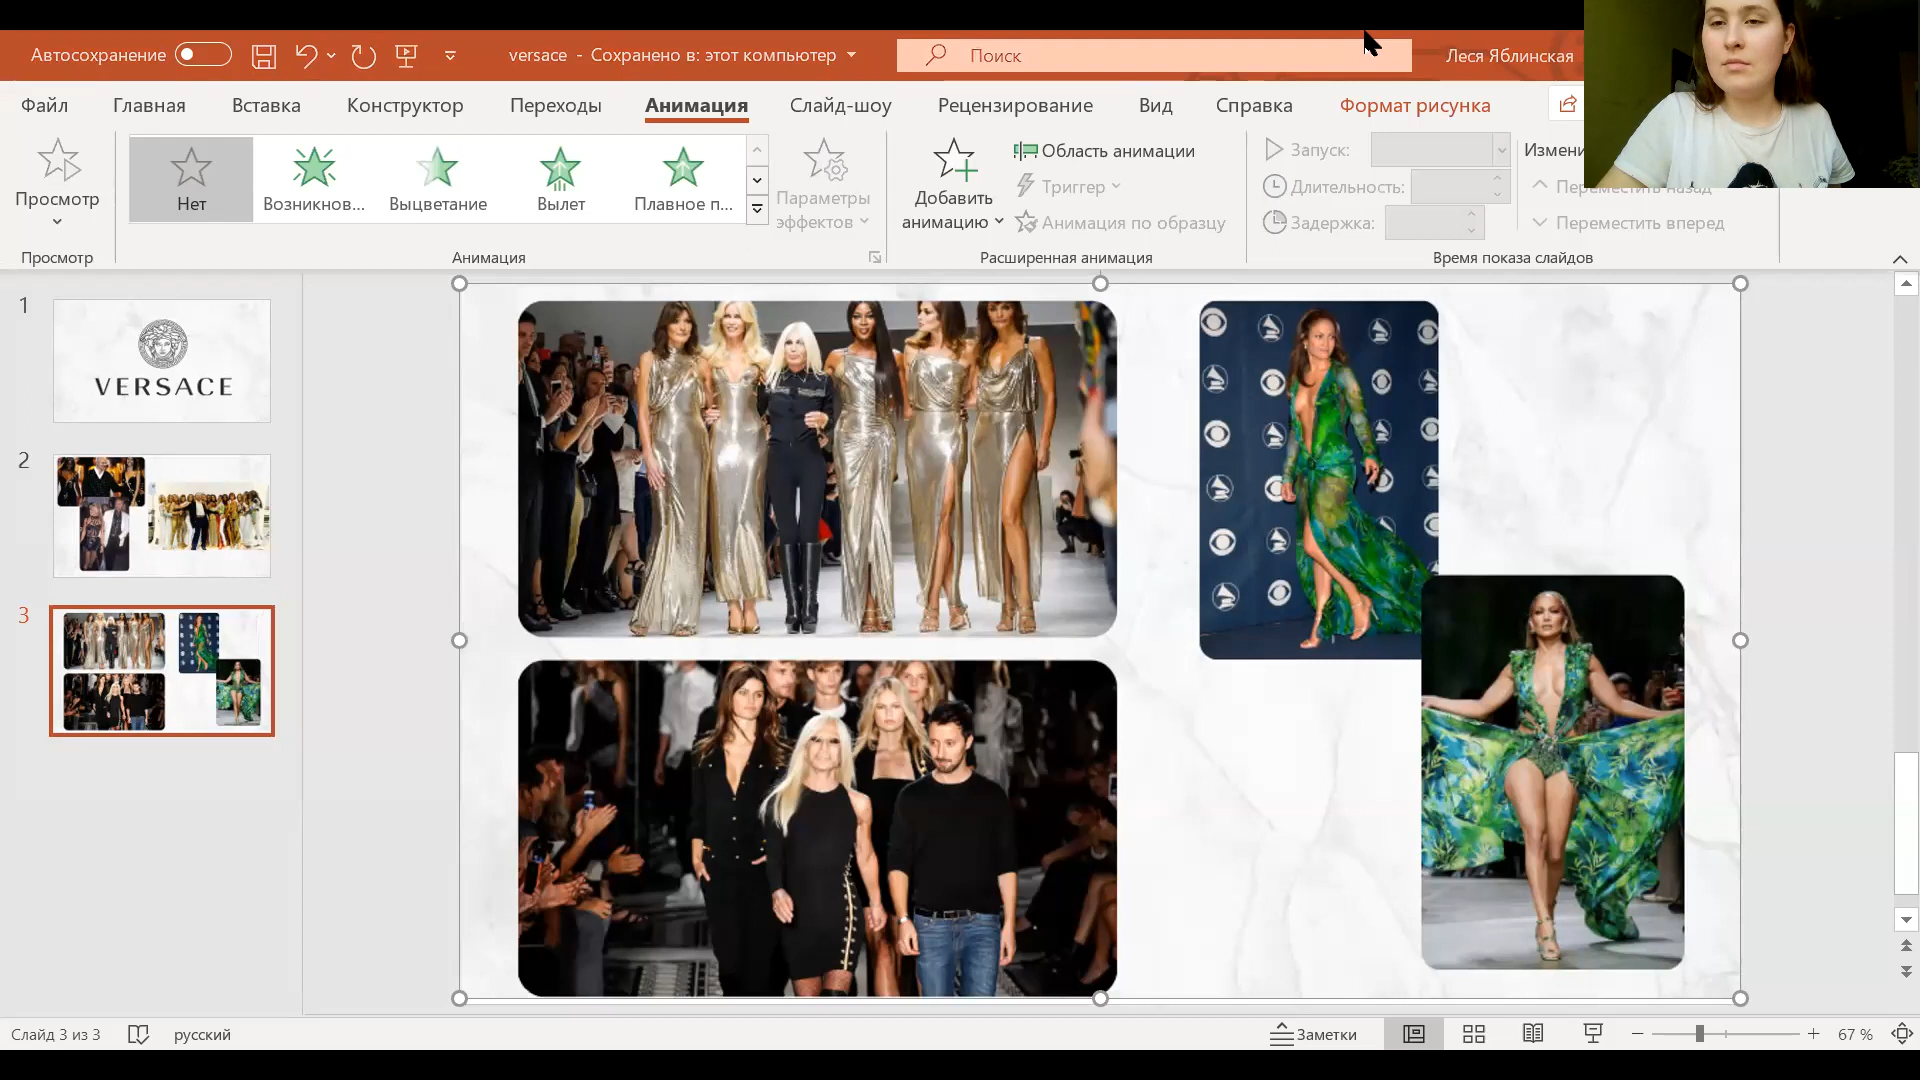 Автосохранение
versace - Сохранено в: этот компьютер
Поиск
Леся Яблинская
Файл
Главная
Вставка
Конструктор
Переходы
Анимация
Слайд-шоу
Рецензирование
Вид
Справка
Формат рисунка
Просмотр
Нет
Возникнов...
Выцветание
Вылет
Плавное п...
Параметры
эффектов
Добавить
анимацию
Область анимации
Триггер
Анимация по образцу
Запуск:
Длительность:
Задержка:
Переместить назад
Переместить вперед
Просмотр
Анимация
Расширенная анимация
Время показа слайдов
1
VERSACE
2
3
Слайд 3 из 3
русский
Заметки
67 %